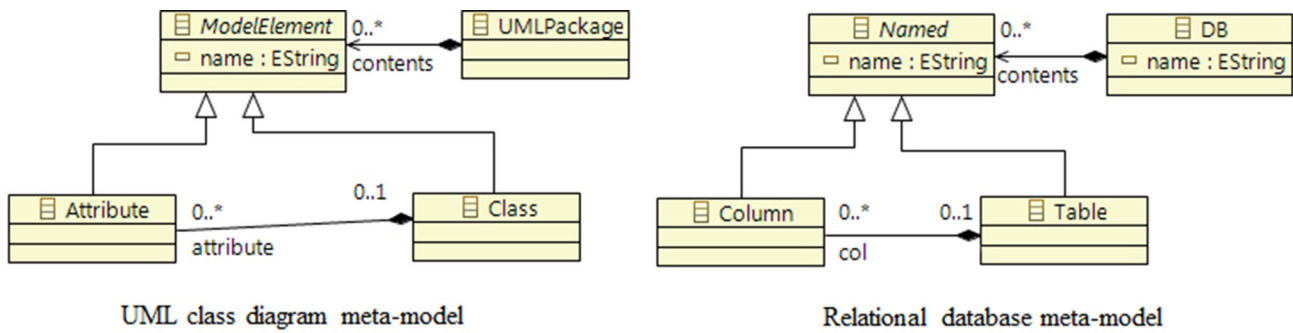 ModelElement
name : EString
0..*
contents
UMLPackage
Attribute
0..*
attribute
0..1
Class
UML class diagram meta-model
Named
name : EString
0..*
contents
DB
name : EString
Column
0..*
col
0..1
Table
Relational database meta-model